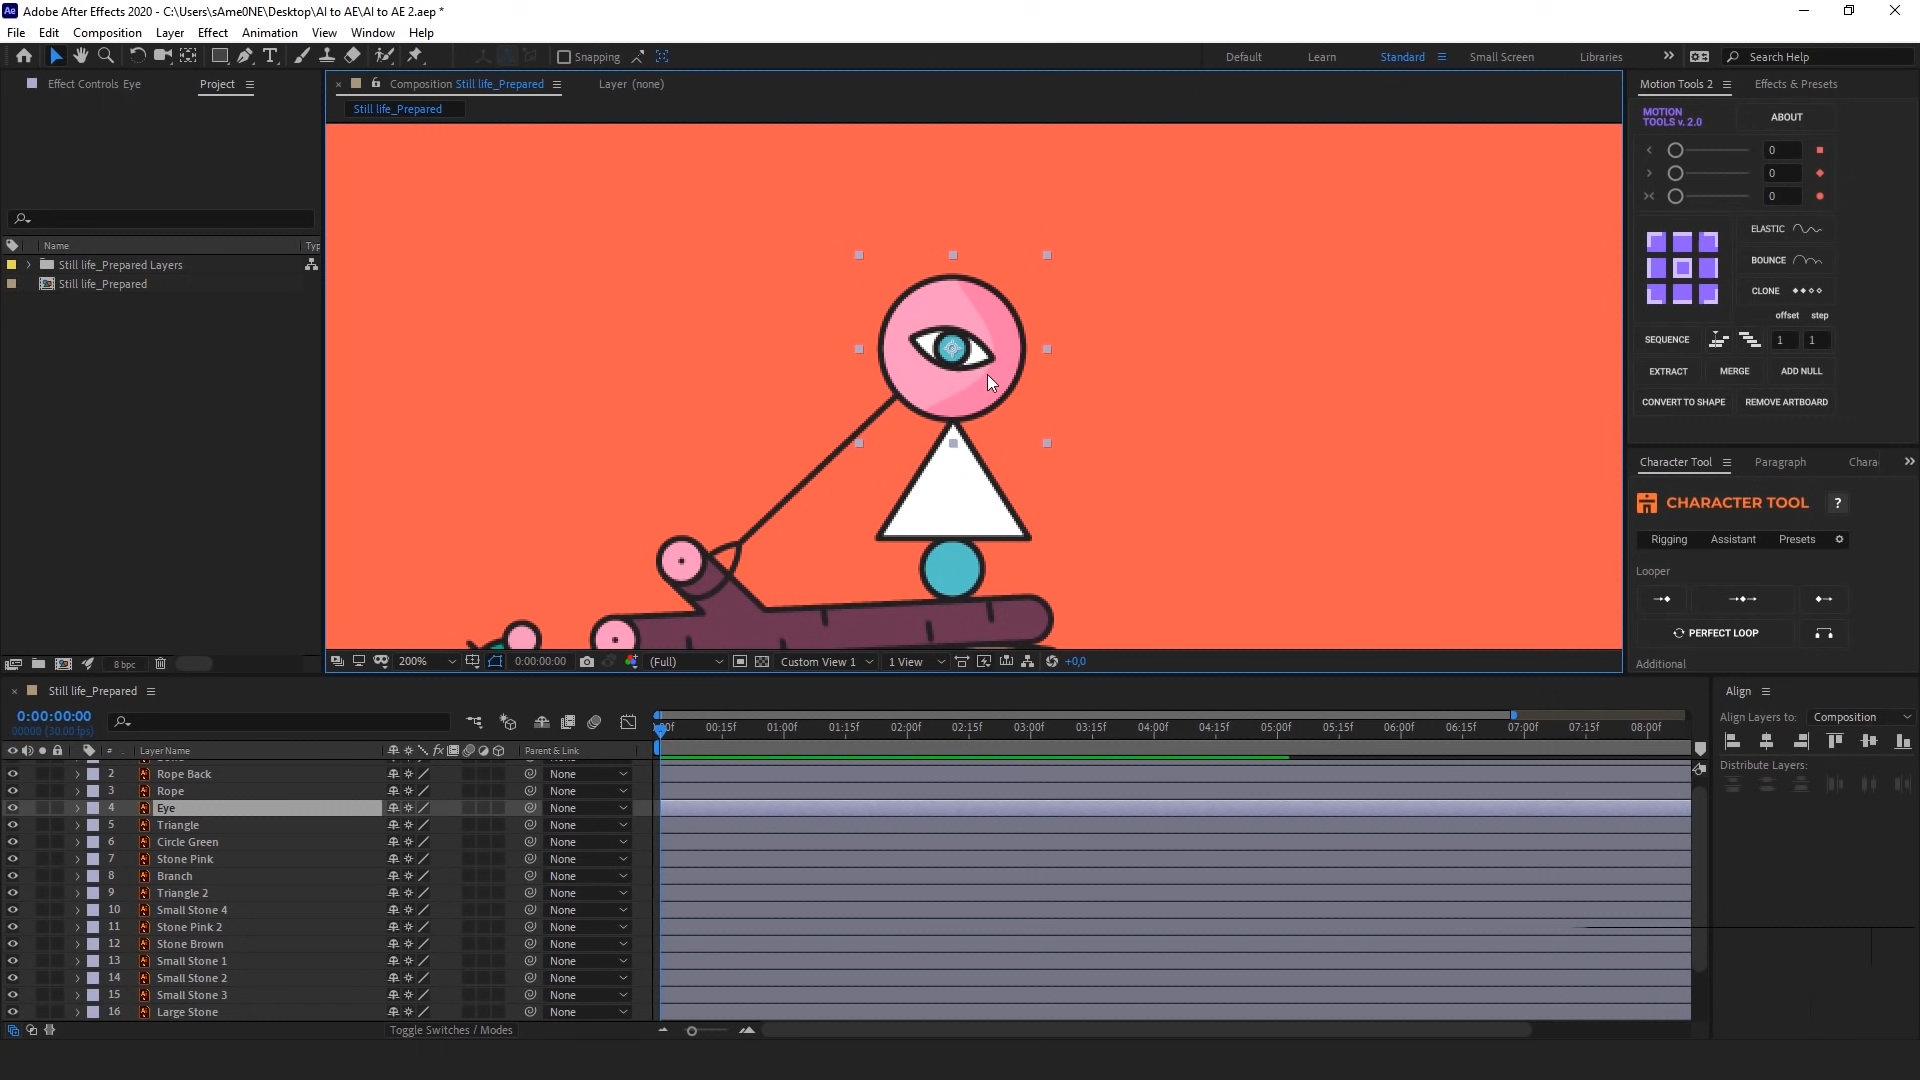 Adobe After Effects 2020 - C:\Users\sAme0NE\Desktop\AI to AE\AI to AE 2.aep *
File Edit Composition Layer Effect Animation View Window Help
Snapping
Default Learn Standard Small Screen Libraries
Search Help
Effect Controls Eye
Project
Composition Still life_Prepared
Layer (none)
Still life_Prepared
Name
Typ
Still life_Prepared Layers
Still life_Prepared
8 bpc
200%
0:00:00:00
(Full)
Custom View 1
1 View
+0,0
Motion Tools 2
Effects & Presets
MOTION
TOOLS v. 2.0
ABOUT
0
0
0
ELASTIC
BOUNCE
CLONE
offset step
SEQUENCE
1 1
EXTRACT MERGE ADD NULL
CONVERT TO SHAPE REMOVE ARTBOARD
Character Tool Paragraph Chara
CHARACTER TOOL ?
Rigging Assistant Presets
Looper
PERFECT LOOP
Additional
Still life_Prepared
0:00:00:00
00000 (30.00 fps)
:00f 00:15f 01:00f 01:15f 02:00f 02:15f 03:00f 03:15f 04:00f 04:15f 05:00f 05:15f 06:00f 06:15f 07:00f 07:15f 08:00f
# Layer Name
Parent & Link
2 Rope Back None
3 Rope None
4 Eye None
5 Triangle None
6 Circle Green None
7 Stone Pink None
8 Branch None
9 Triangle 2 None
10 Small Stone 4 None
11 Stone Pink 2 None
12 Stone Brown None
13 Small Stone 1 None
14 Small Stone 2 None
15 Small Stone 3 None
16 Large Stone None
Toggle Switches / Modes
Align
Align Layers to: Composition
Distribute Layers: